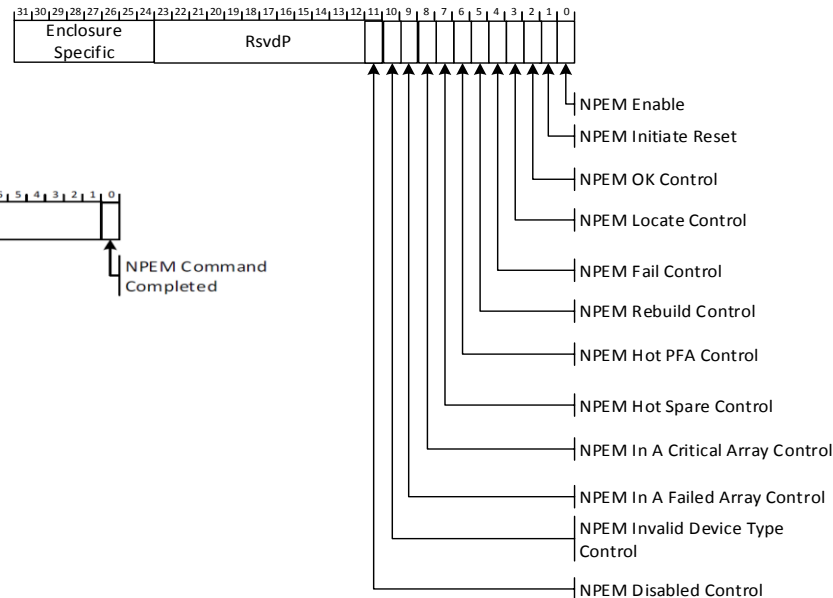 31 30 29 28 27 26 25 24 23 22 21 20 19 18 17 16 15 14 13 12 11 10 9 8 7 6 5 4 3 2 1 0
Enclosure
Specific
RsvdP
NPEM Enable
NPEM Initiate Reset
NPEM OK Control
5 4 3 2 1 0
NPEM Locate Control
NPEM Command
Completed
NPEM Fail Control
NPEM Rebuild Control
NPEM Hot PFA Control
NPEM Hot Spare Control
NPEM In A Critical Array Control
NPEM In A Failed Array Control
NPEM Invalid Device Type
Control
NPEM Disabled Control